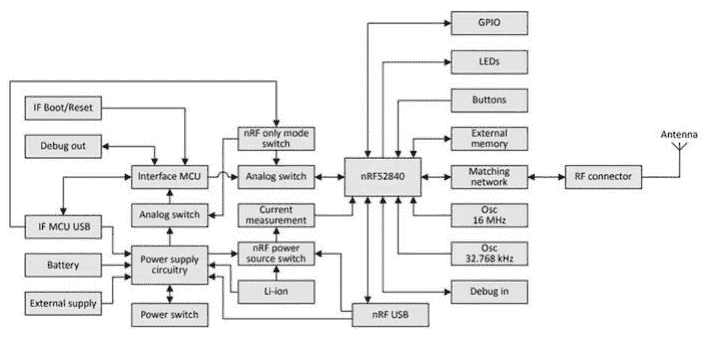 GPIO
LEDs
IF Boot/Reset
Buttons
nRF only mode
switch
External
memory
Antenna
Debug out
Interface MCU
Analog switch
nRF52840
Matching
network
RF connector
IF MCU USB
Analog switch
Current
measurement
Osc
16 MHz
Battery
Power supply
circuitry
nRF power
source switch
Osc
32.768 kHz
External supply
Li-ion
Debug in
Power switch
nRF USB